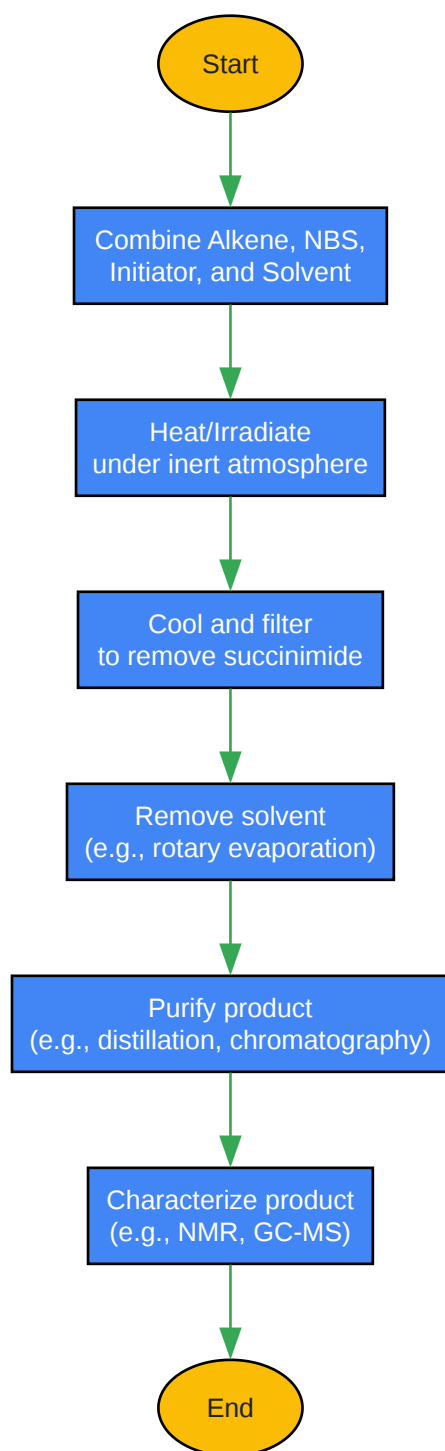 Start
Combine Alkene, NBS,
Initiator, and Solvent
Heat/Irradiate
under inert atmosphere
Cool and filter
to remove succinimide
Remove solvent
(e.g., rotary evaporation)
Purify product
(e.g., distillation, chromatography)
Characterize product
(e.g., NMR, GC-MS)
End